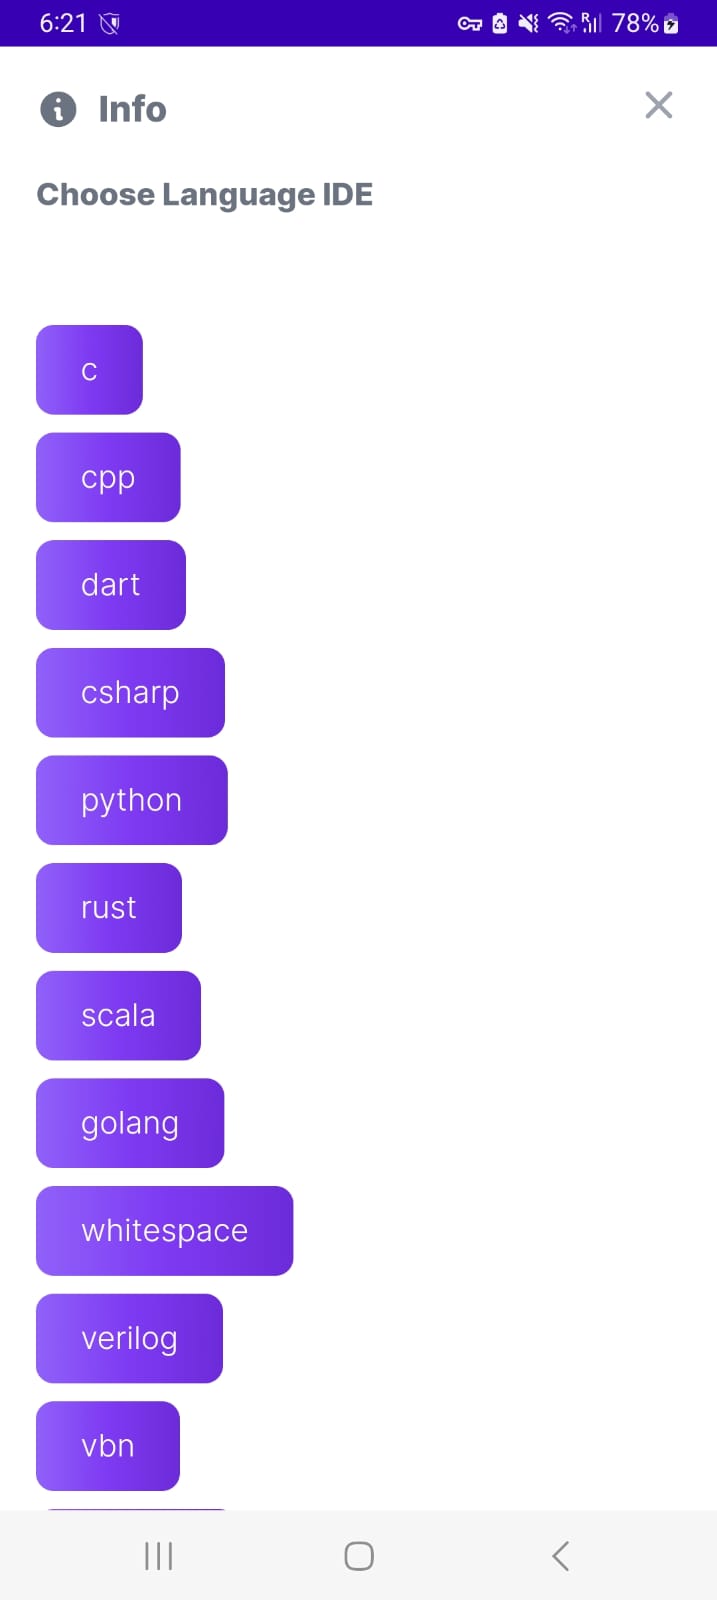 6:21 78%
Info
Choose Language IDE
c
cpp
dart
csharp
python
rust
scala
golang
whitespace
verilog
vbn